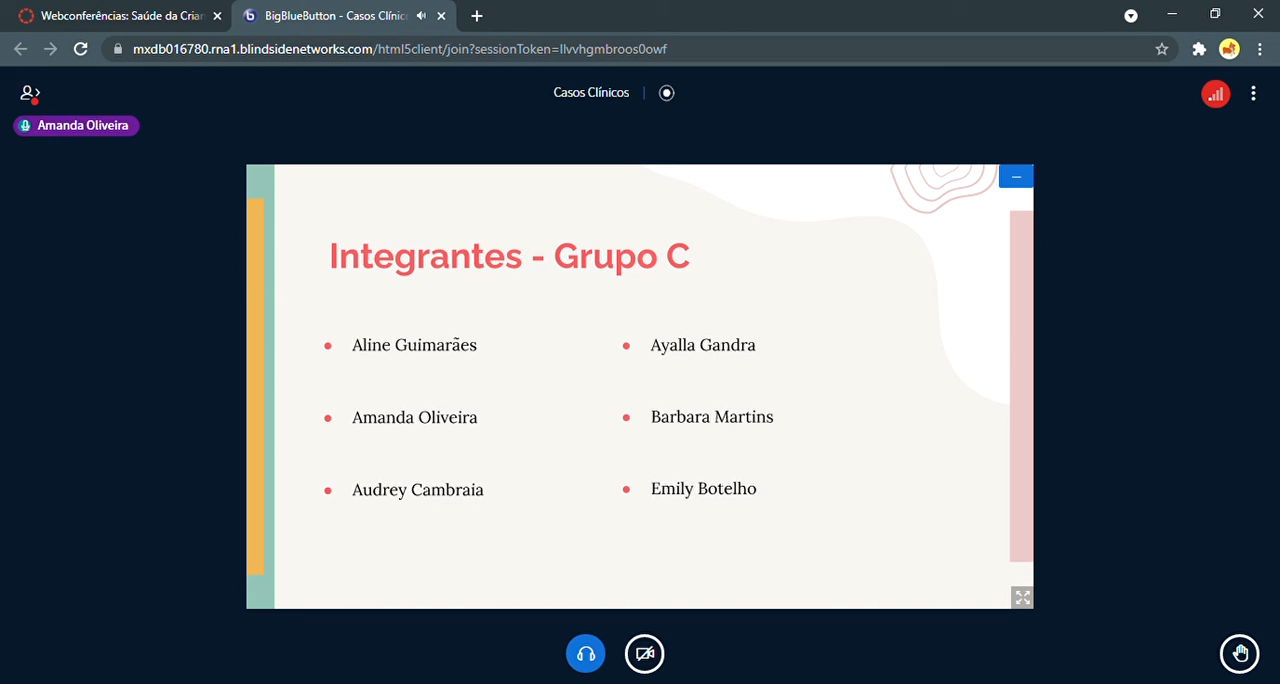 Webconferências: Saúde da Crian
BigBlueButton - Casos Clínic
mxdb016780.rna1.blindsidenetworks.com/html5client/join?sessionToken=llvvhgmbroos0owf
Casos Clínicos
Amanda Oliveira
Integrantes - Grupo C
Aline Guimarães
Ayalla Gandra
Amanda Oliveira
Barbara Martins
Audrey Cambraia
Emily Botelho